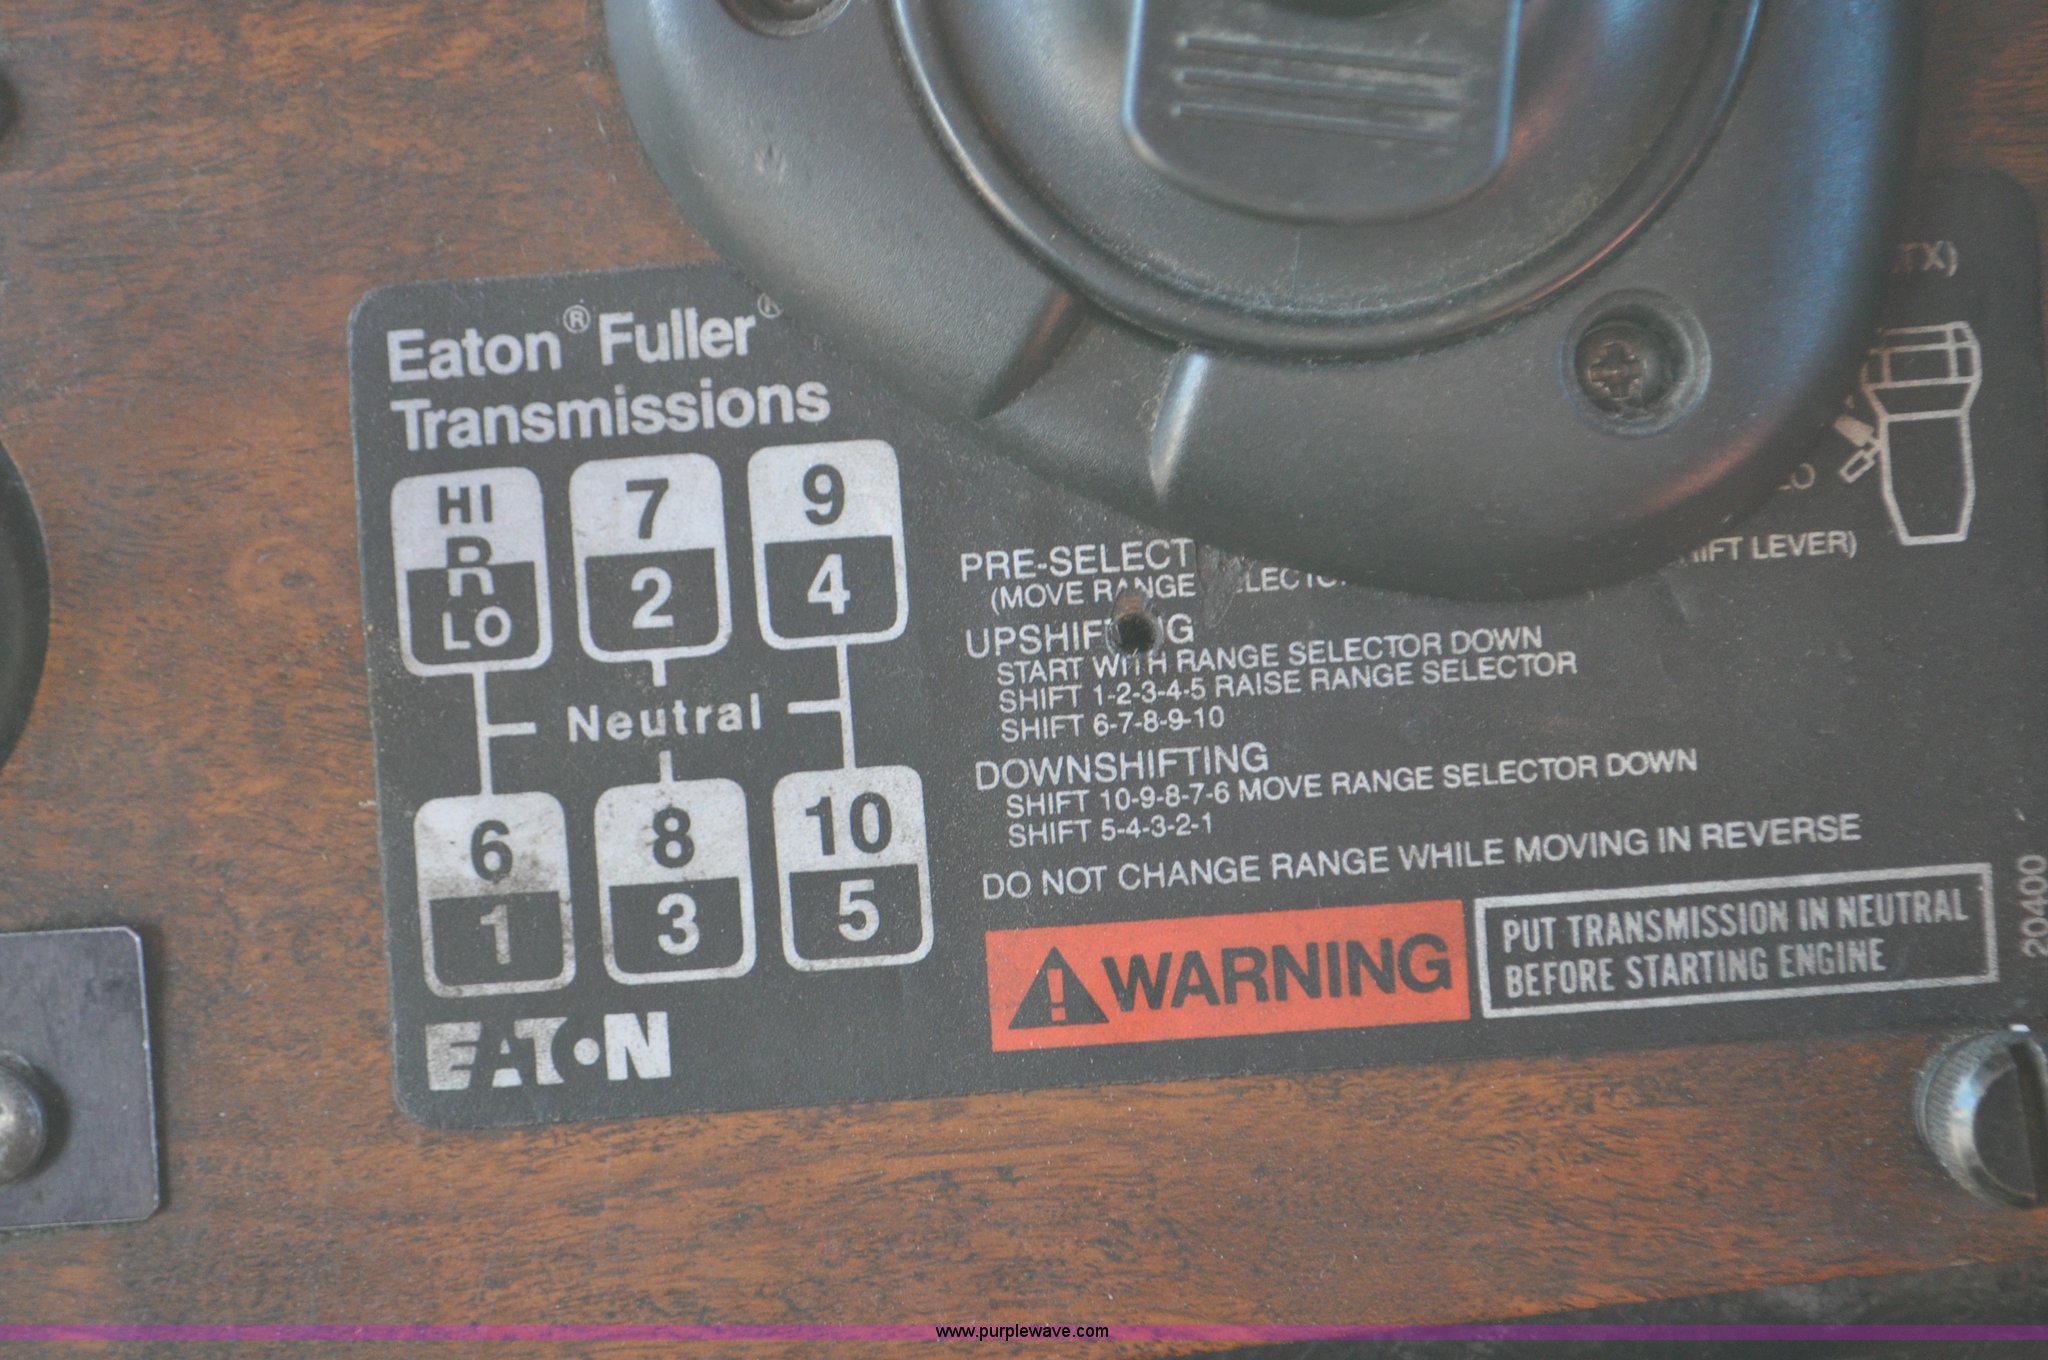 Eaton® Fuller®
Transmissions
HI
R
LO
7
2
9
4
Neutral
6
1
8
3
10
5
EATON
TX)
LO
PRE-SELECT
(MOVE RANGE SELECTOR SHIFT LEVER)
UPSHIFTING
START WITH RANGE SELECTOR DOWN
SHIFT 1-2-3-4-5 RAISE RANGE SELECTOR
SHIFT 6-7-8-9-10
DOWNSHIFTING
SHIFT 10-9-8-7-6 MOVE RANGE SELECTOR DOWN
SHIFT 5-4-3-2-1
DO NOT CHANGE RANGE WHILE MOVING IN REVERSE
WARNING
PUT TRANSMISSION IN NEUTRAL
BEFORE STARTING ENGINE
20400
www.purplewave.com